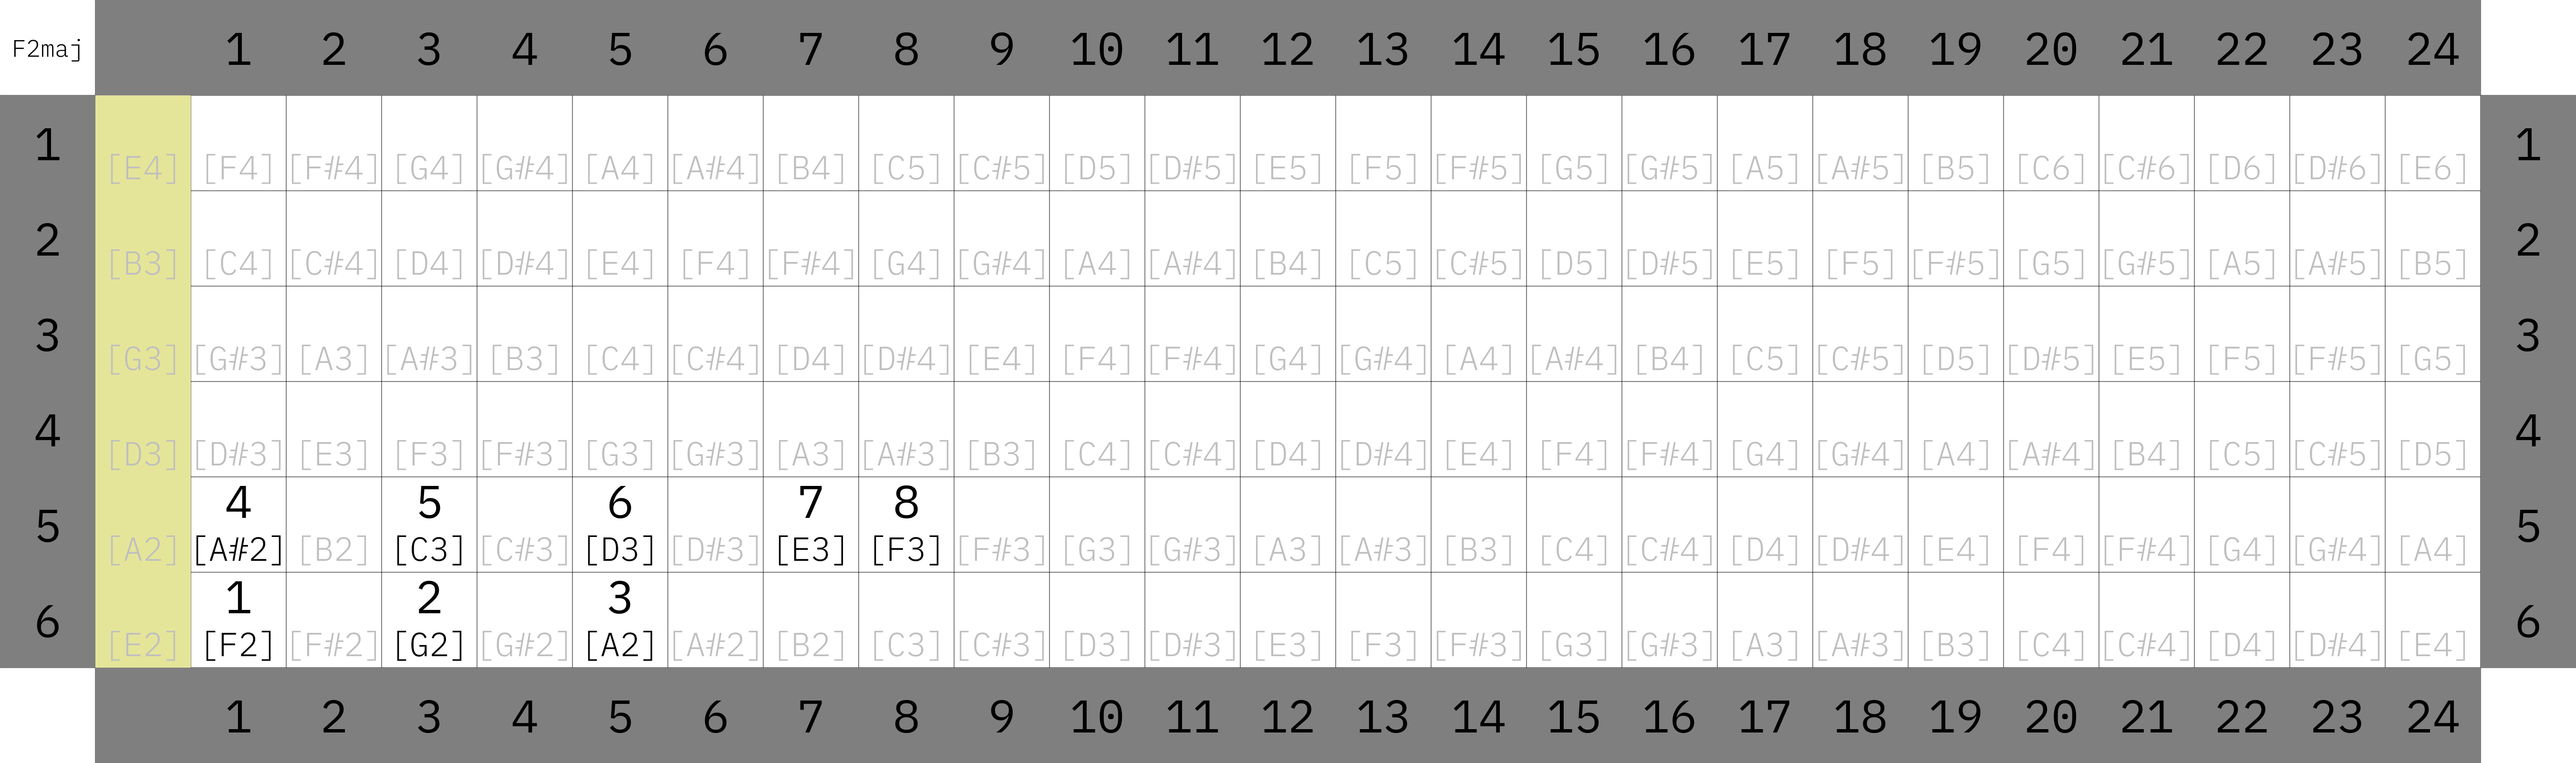 F2maj 1 2 3 4 5 6 7 8 9 10 11 12 13 14 15 16 17 18 19 20 21 22 23 24
1 [E4] [F4] [F#4] [G4] [G#4] [A4] [A#4] [B4] [C5] [C#5] [D5] [D#5] [E5] [F5] [F#5] [G5] [G#5] [A5] [A#5] [B5] [C6] [C#6] [D6] [D#6] [E6] 1
2 [B3] [C4] [C#4] [D4] [D#4] [E4] [F4] [F#4] [G4] [G#4] [A4] [A#4] [B4] [C5] [C#5] [D5] [D#5] [E5] [F5] [F#5] [G5] [G#5] [A5] [A#5] [B5] 2
3 [G3] [G#3] [A3] [A#3] [B3] [C4] [C#4] [D4] [D#4] [E4] [F4] [F#4] [G4] [G#4] [A4] [A#4] [B4] [C5] [C#5] [D5] [D#5] [E5] [F5] [F#5] [G5] 3
4 [D3] [D#3] [E3] [F3] [F#3] [G3] [G#3] [A3] [A#3] [B3] [C4] [C#4] [D4] [D#4] [E4] [F4] [F#4] [G4] [G#4] [A4] [A#4] [B4] [C5] [C#5] [D5] 4
4 5 6 7 8
5 [A2] [A#2] [B2] [C3] [C#3] [D3] [D#3] [E3] [F3] [F#3] [G3] [G#3] [A3] [A#3] [B3] [C4] [C#4] [D4] [D#4] [E4] [F4] [F#4] [G4] [G#4] [A4] 5
1 2 3
6 [E2] [F2] [F#2] [G2] [G#2] [A2] [A#2] [B2] [C3] [C#3] [D3] [D#3] [E3] [F3] [F#3] [G3] [G#3] [A3] [A#3] [B3] [C4] [C#4] [D4] [D#4] [E4] 6
1 2 3 4 5 6 7 8 9 10 11 12 13 14 15 16 17 18 19 20 21 22 23 24